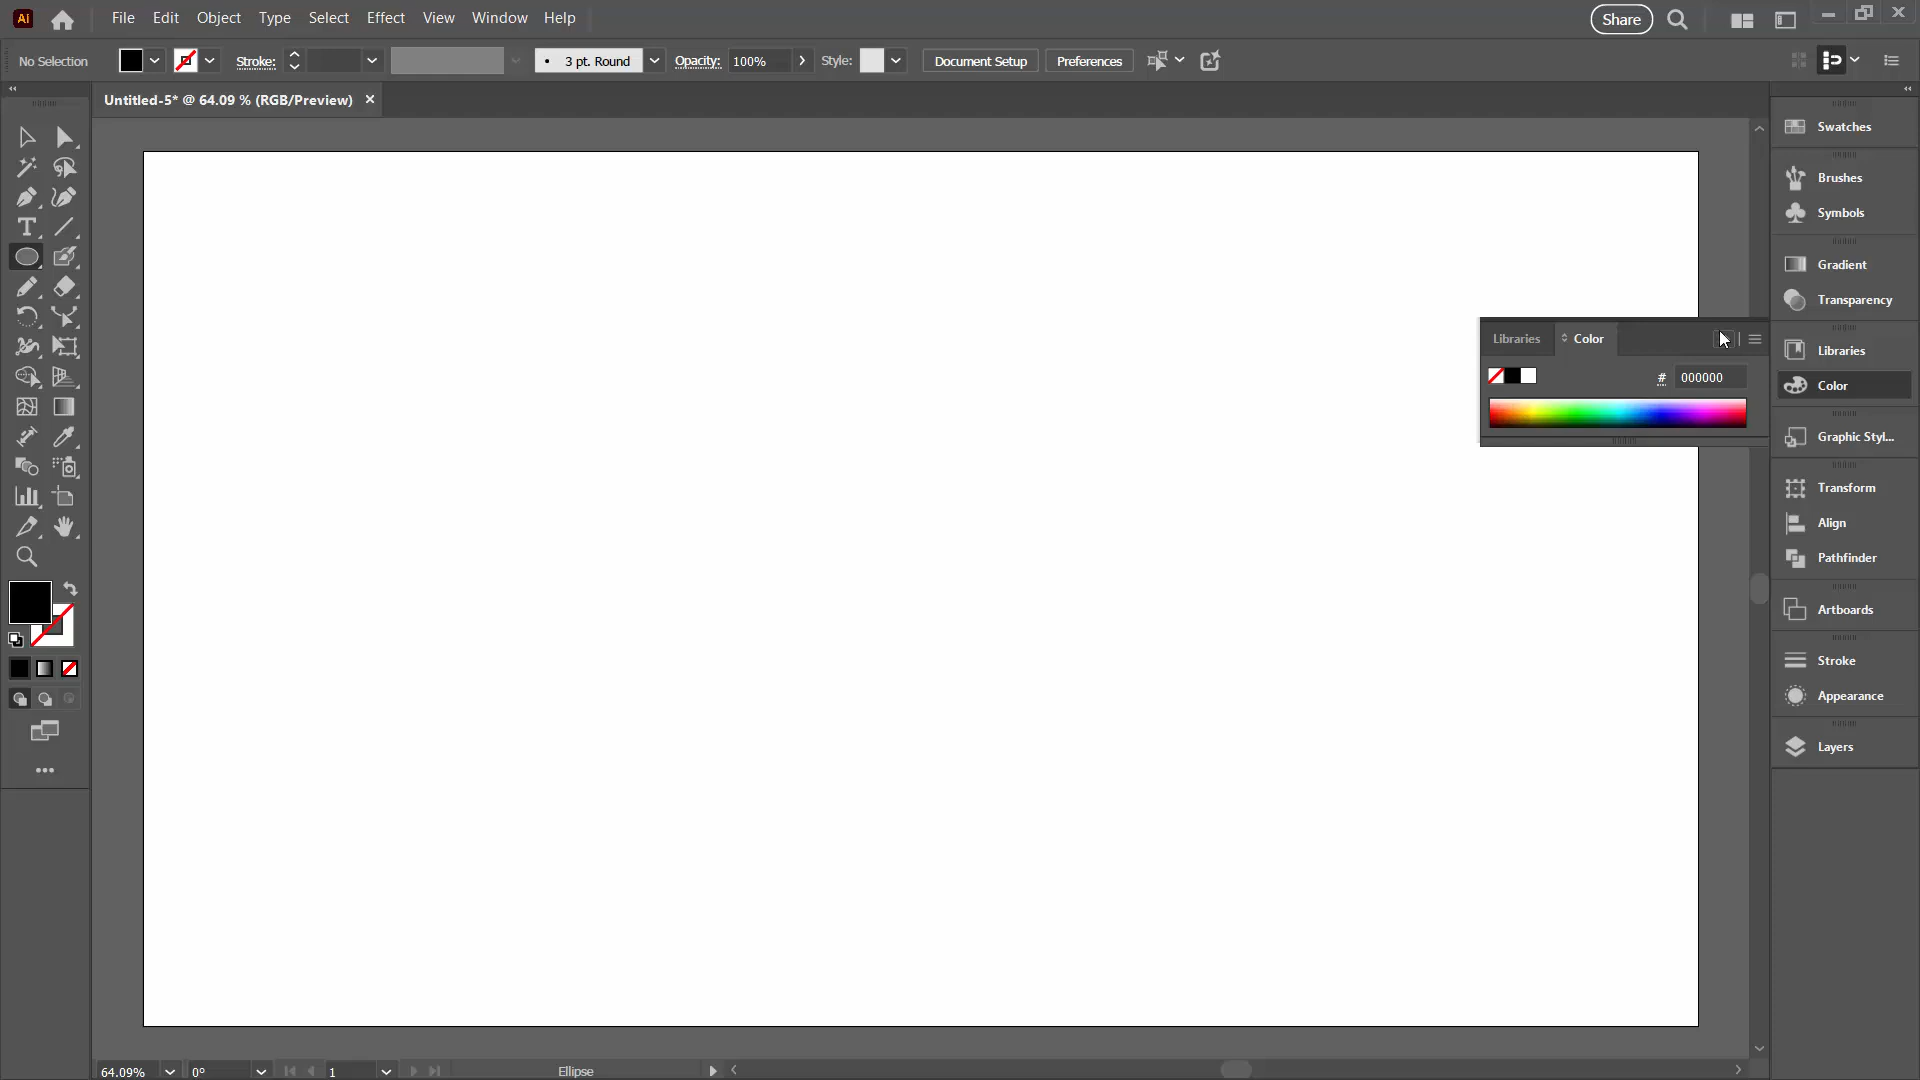 Ai File Edit Object Type Select Effect View Window Help Share
No Selection Stroke: 3 pt. Round Opacity: 100% Style: Document Setup Preferences
Untitled-5* @ 64.09 % (RGB/Preview)
Swatches
Brushes
Symbols
Gradient
Transparency
Libraries Color
# 000000
Libraries
Color
Graphic Styl...
Transform
Align
Pathfinder
Artboards
Stroke
Appearance
Layers
64.09% 0° 1 Ellipse